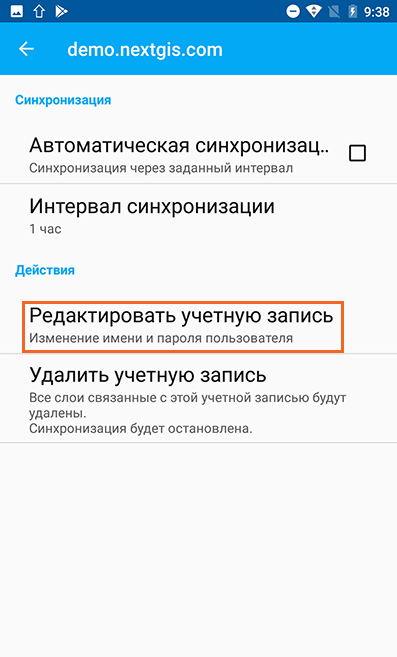 9:38
demo.nextgis.com
Синхронизация
Автоматическая синхронизац..
Синхронизация через заданный интервал
Интервал синхронизации
1 час
Действия
Редактировать учетную запись
Изменение имени и пароля пользователя
Удалить учетную запись
Все слои связанные с этой учетной записью будут
удалены.
Синхронизация будет остановлена.